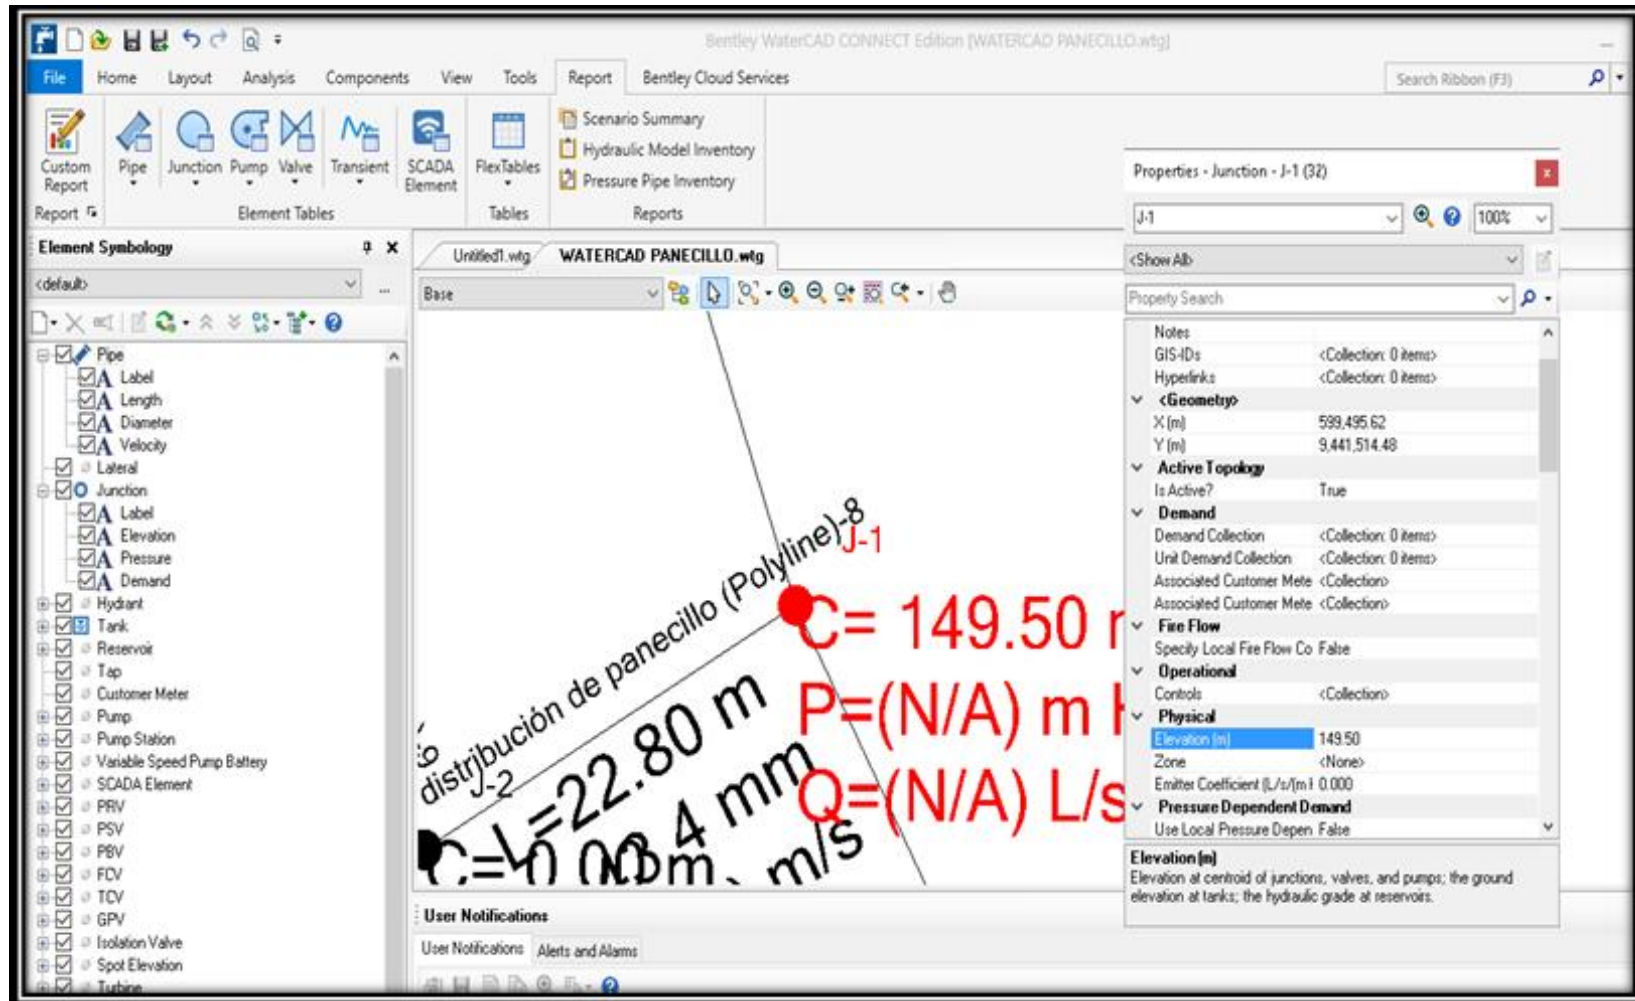 Bentley WaterCAD CONNECT Edition [WATERCAD PANECILLO.wtg]
File Home Layout Analysis Components View Tools Report Bentley Cloud Services Search Ribbon (F3)
Custom Report
Pipe
Junction
Pump
Valve
Transient
SCADA Element
FlexTables
Scenario Summary
Hydraulic Model Inventory
Pressure Pipe Inventory
Report Element Tables Tables Reports
Element Symbology
<default>
Pipe
Label
Length
Diameter
Velocity
Lateral
Junction
Label
Elevation
Pressure
Demand
Hydrant
Tank
Reservoir
Tap
Customer Meter
Pump
Pump Station
Variable Speed Pump Battery
SCADA Element
PRV
PSV
PBV
FCV
TCV
GPV
Isolation Valve
Spot Elevation
Turbine
Untitled1.wtg WATERCAD PANECILLO.wtg
Base
distribución de panecillo (Polyline)-8
J-1
C= 149.50
P=(N/A) m
Q=(N/A) L/s
J-2
L=22.80 m
mm
m/s
User Notifications
User Notifications Alerts and Alarms
Properties - Junction - J-1 (32)
J-1 100%
<Show All>
Property Search
Notes
GIS-IDs <Collection: 0 items>
Hyperlinks <Collection: 0 items>
<Geometry>
X (m) 599,495.62
Y (m) 9,441,514.48
Active Topology
Is Active? True
Demand
Demand Collection <Collection: 0 items>
Unit Demand Collection <Collection: 0 items>
Associated Customer Mete <Collection>
Associated Customer Mete <Collection>
Fire Flow
Specify Local Fire Flow Co False
Operational
Controls <Collection>
Physical
Elevation (m) 149.50
Zone <None>
Emitter Coefficient (L/s/(m H 0.000
Pressure Dependent Demand
Use Local Pressure Depen False
Elevation (m)
Elevation at centroid of junctions, valves, and pumps; the ground
elevation at tanks; the hydraulic grade at reservoirs.